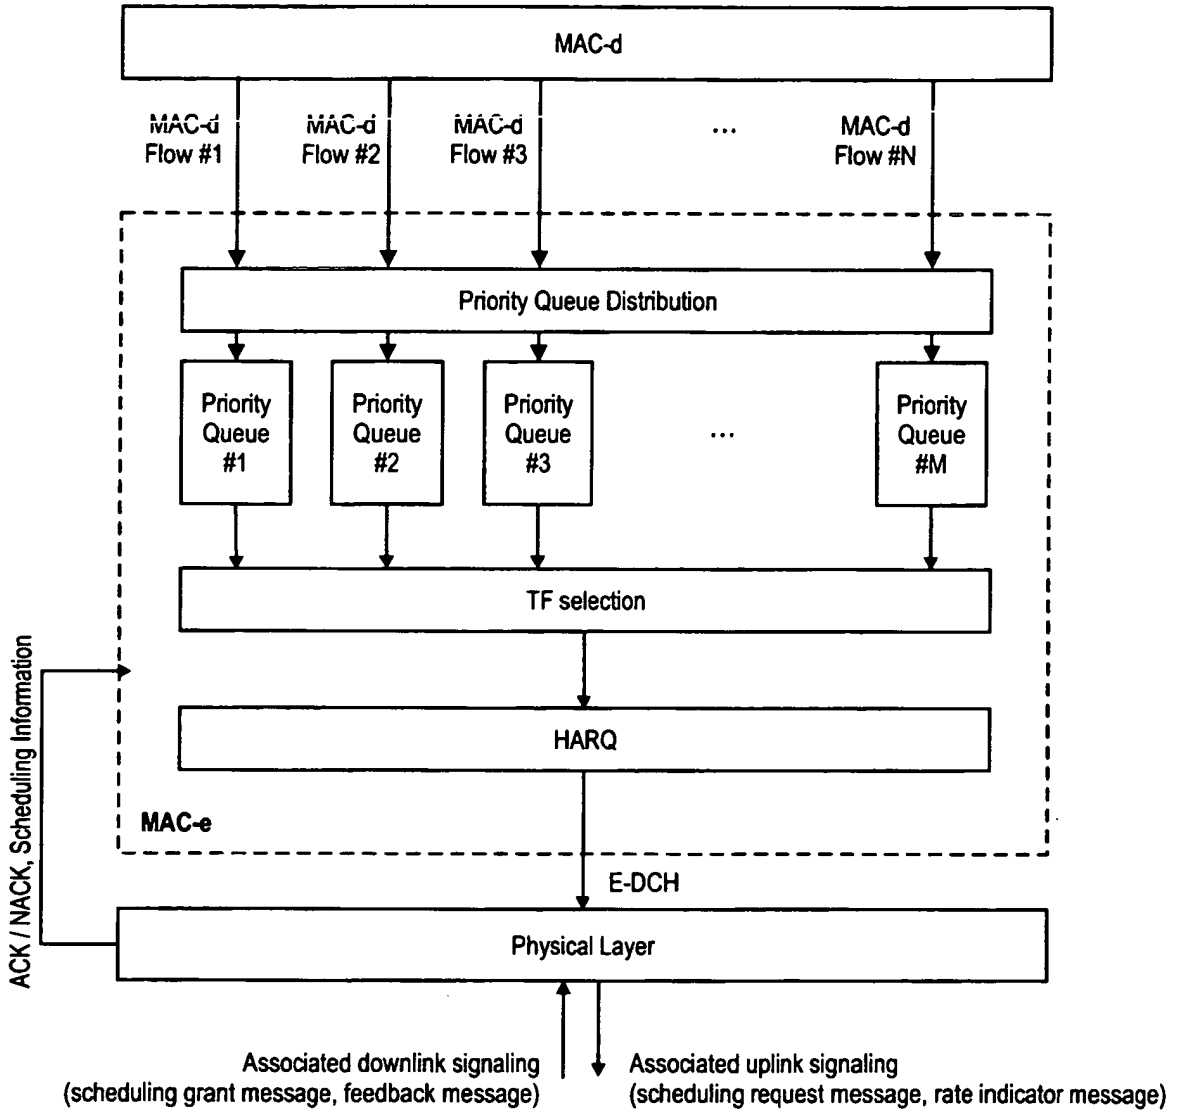 MAC-d
MAC-d
Flow #1
MAC-d
Flow #2
MAC-d
Flow #3
...
MAC-d
Flow #N
Priority Queue Distribution
Priority
Queue
#1
Priority
Queue
#2
Priority
Queue
#3
...
Priority
Queue
#M
TF selection
HARQ
MAC-e
ACK / NACK, Scheduling Information
E-DCH
Physical Layer
Associated downlink signaling
(scheduling grant message, feedback message)
Associated uplink signaling
(scheduling request message, rate indicator message)